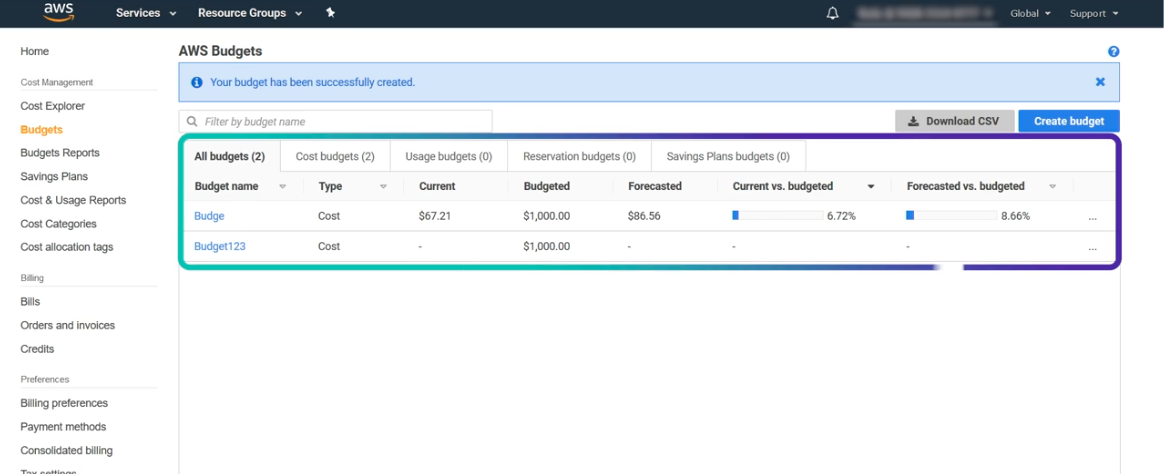 aws Services Resource Groups Global Support
Home
AWS Budgets
Cost Management
Your budget has been successfully created.
Cost Explorer
Budgets
Filter by budget name Download CSV Create budget
Budgets Reports
All budgets (2) Cost budgets (2) Usage budgets (0) Reservation budgets (0) Savings Plans budgets (0)
Savings Plans
Budget name Type Current Budgeted Forecasted Current vs. budgeted Forecasted vs. budgeted
Cost & Usage Reports
Budge Cost $67.21 $1,000.00 $86.56 6.72% 8.66% ...
Cost Categories
Cost allocation tags
Budget123 Cost - $1,000.00 - - - ...
Billing
Bills
Orders and invoices
Credits
Preferences
Billing preferences
Payment methods
Consolidated billing
Tax settings